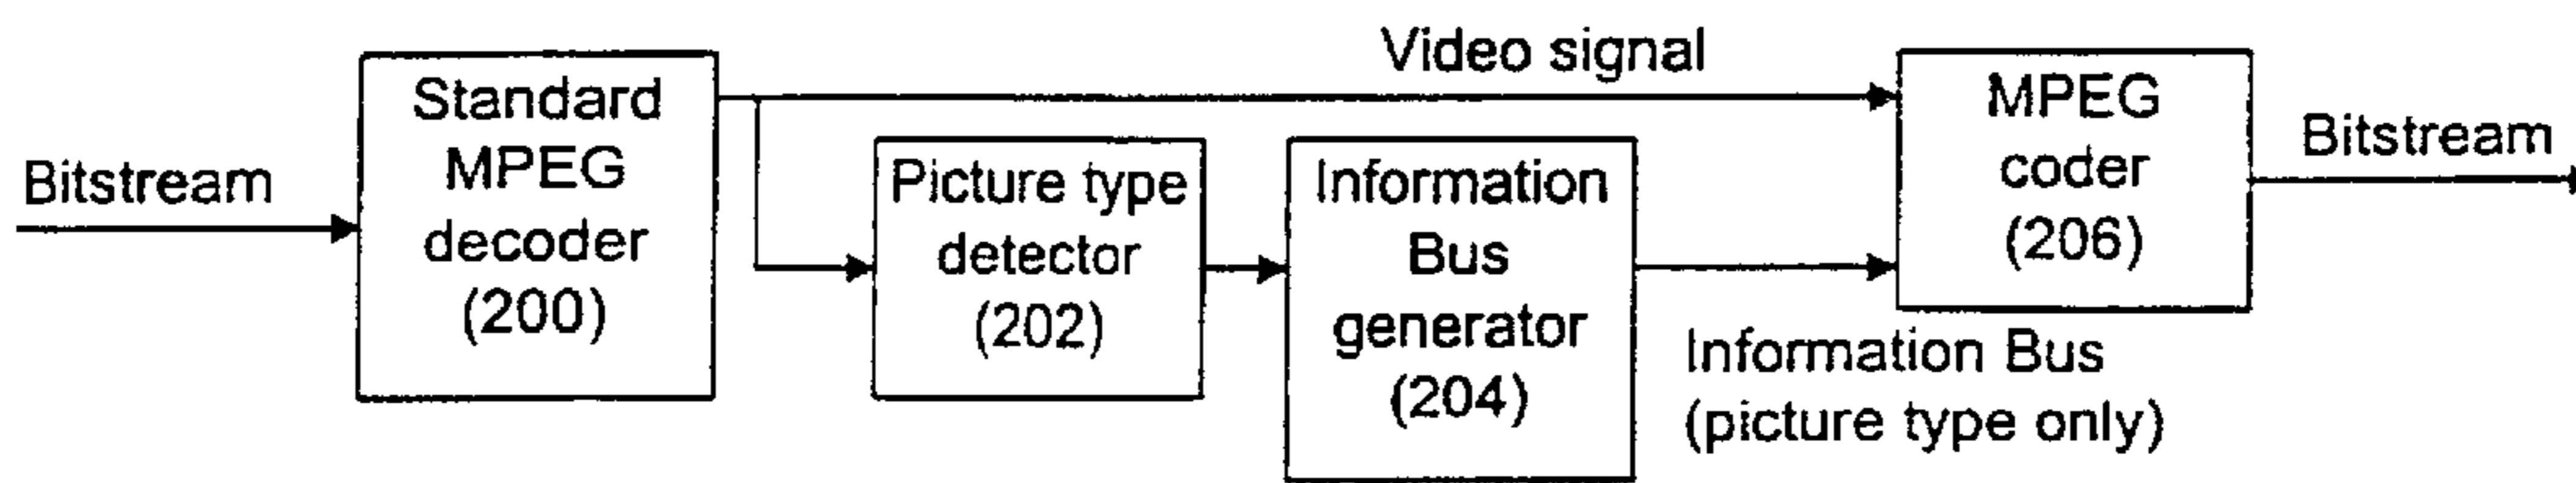 Bitstream
Standard
MPEG
decoder
(200)
Video signal
Picture type
detector
(202)
Information
Bus
generator
(204)
Information Bus
(picture type only)
MPEG
coder
(206)
Bitstream